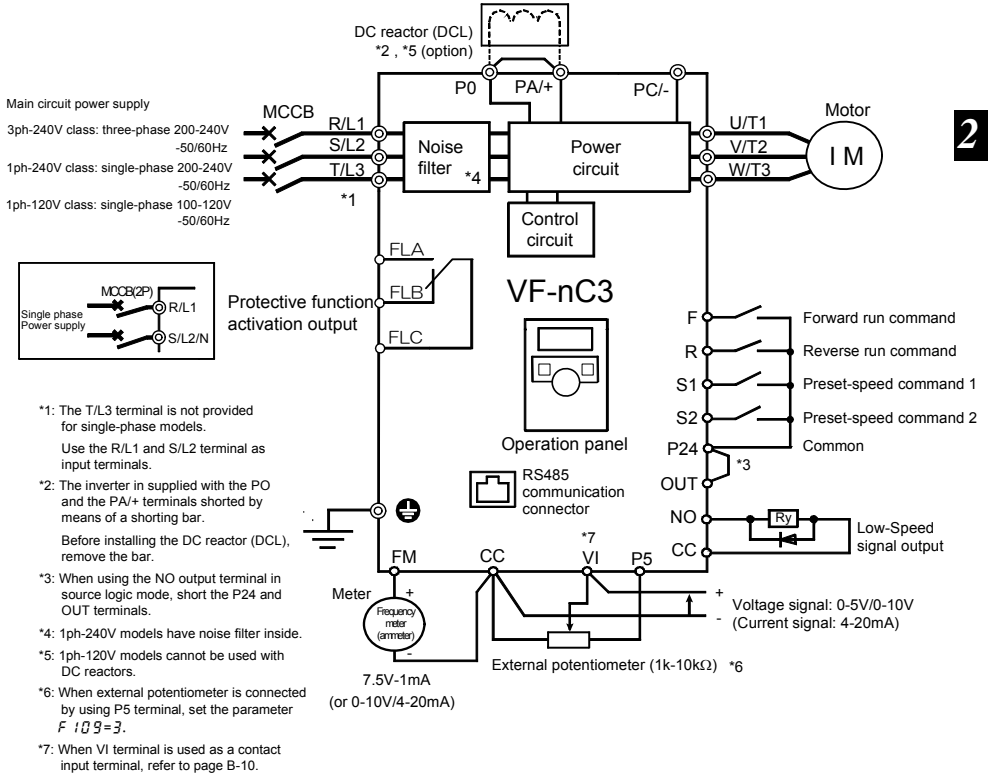 DC reactor (DCL)
*2 , *5 (option)
P0 PA/+ PC/-
Main circuit power supply
MCCB
3ph-240V class: three-phase 200-240V
-50/60Hz
1ph-240V class: single-phase 200-240V
-50/60Hz
1ph-120V class: single-phase 100-120V
-50/60Hz
R/L1
S/L2
T/L3
*1
Noise
filter *4
Power
circuit
Control
circuit
U/T1
V/T2
W/T3
Motor
I M
2
MCCB(2P)
R/L1
Single phase
Power supply
S/L2/N
FLA
FLB
FLC
Protective function
activation output
VF-nC3
Operation panel
RS485
communication
connector
F Forward run command
R Reverse run command
S1 Preset-speed command 1
S2 Preset-speed command 2
P24 Common
*3
OUT
NO Ry
CC
Low-Speed
signal output
FM CC *7 VI P5
Meter
+
Frequency
meter
(ammeter)
-
7.5V-1mA
(or 0-10V/4-20mA)
+
-
Voltage signal: 0-5V/0-10V
(Current signal: 4-20mA)
External potentiometer (1k-10kΩ) *6
*1: The T/L3 terminal is not provided
for single-phase models.
Use the R/L1 and S/L2 terminal as
input terminals.
*2: The inverter in supplied with the PO
and the PA/+ terminals shorted by
means of a shorting bar.
Before installing the DC reactor (DCL),
remove the bar.
*3: When using the NO output terminal in
source logic mode, short the P24 and
OUT terminals.
*4: 1ph-240V models have noise filter inside.
*5: 1ph-120V models cannot be used with
DC reactors.
*6: When external potentiometer is connected
by using P5 terminal, set the parameter
F109=3.
*7: When VI terminal is used as a contact
input terminal, refer to page B-10.